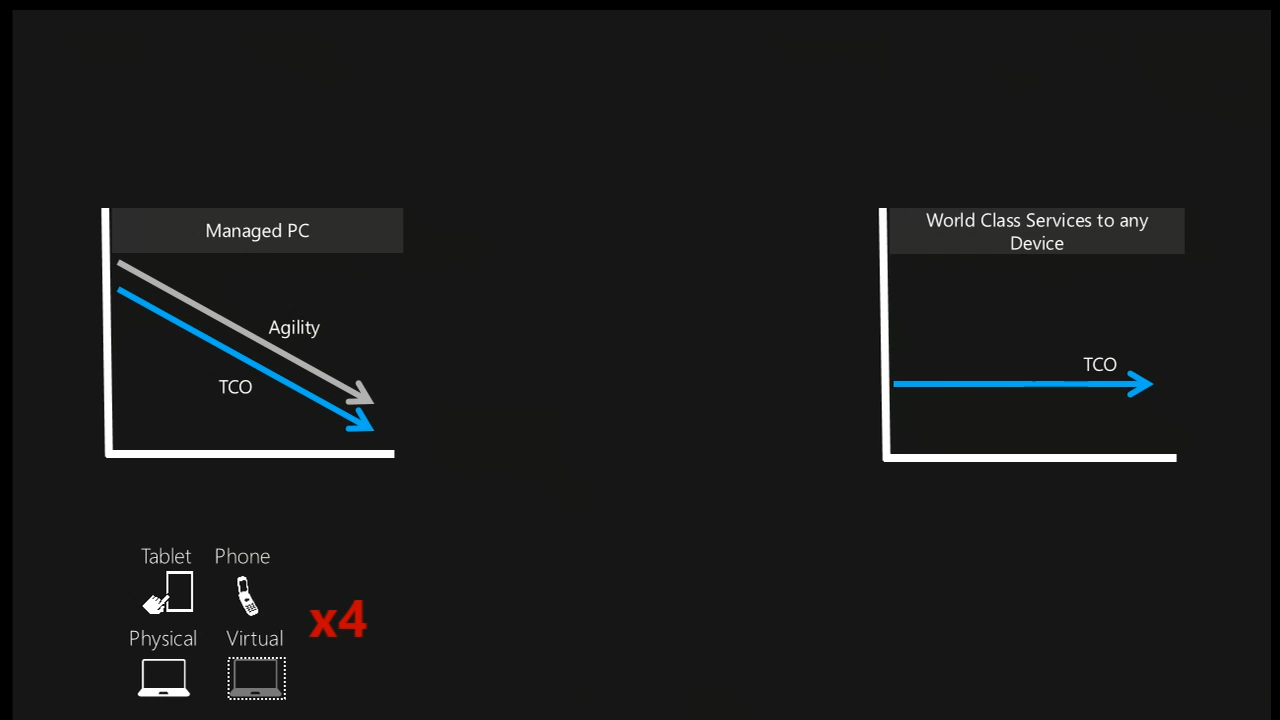 Managed PC
Agility
TCO
World Class Services to any
Device
TCO
Tablet Phone
x4
Physical Virtual